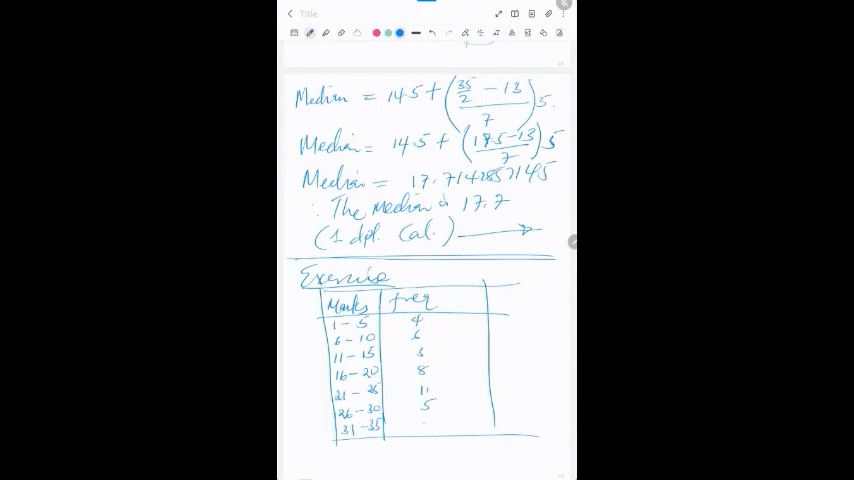 Title
Median = 14.5 + (35/2 - 13 / 7) 5.
Median = 14.5 + (17.5-13 / 7) 5
Median = 17.7142857145
∴ The Median is 17.7
(1 dpl. Cal.)
Exercise
Marks freq
1 - 5 4
6 - 10 6
11 - 15
16 - 20 8
21 - 25 11
26 - 30 5
31 - 35